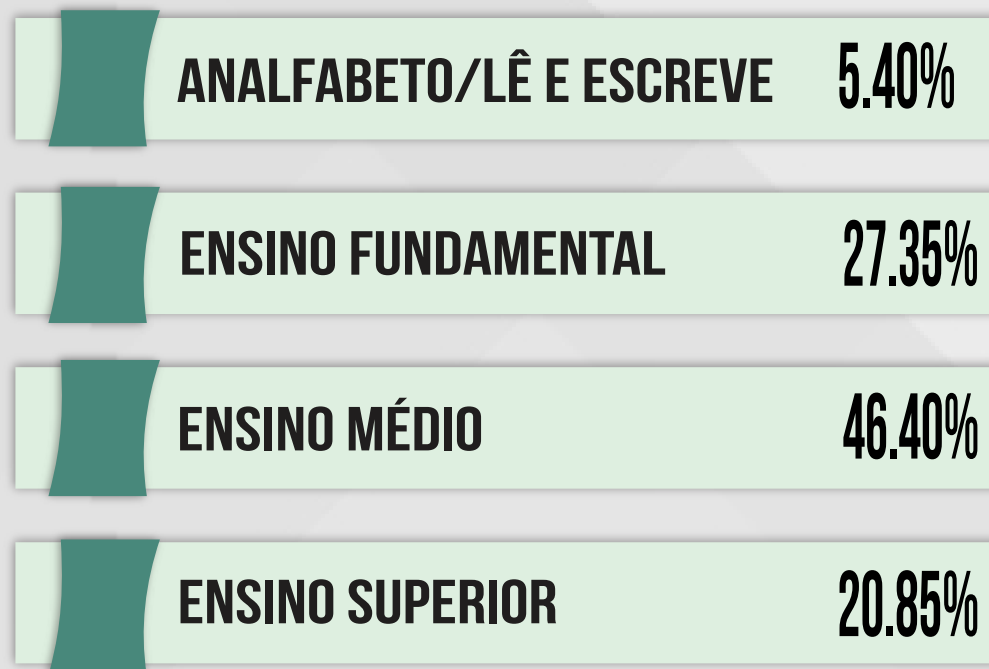 ANALFABETO/LÊ E ESCREVE 5.40%
ENSINO FUNDAMENTAL 27.35%
ENSINO MÉDIO 46.40%
ENSINO SUPERIOR 20.85%